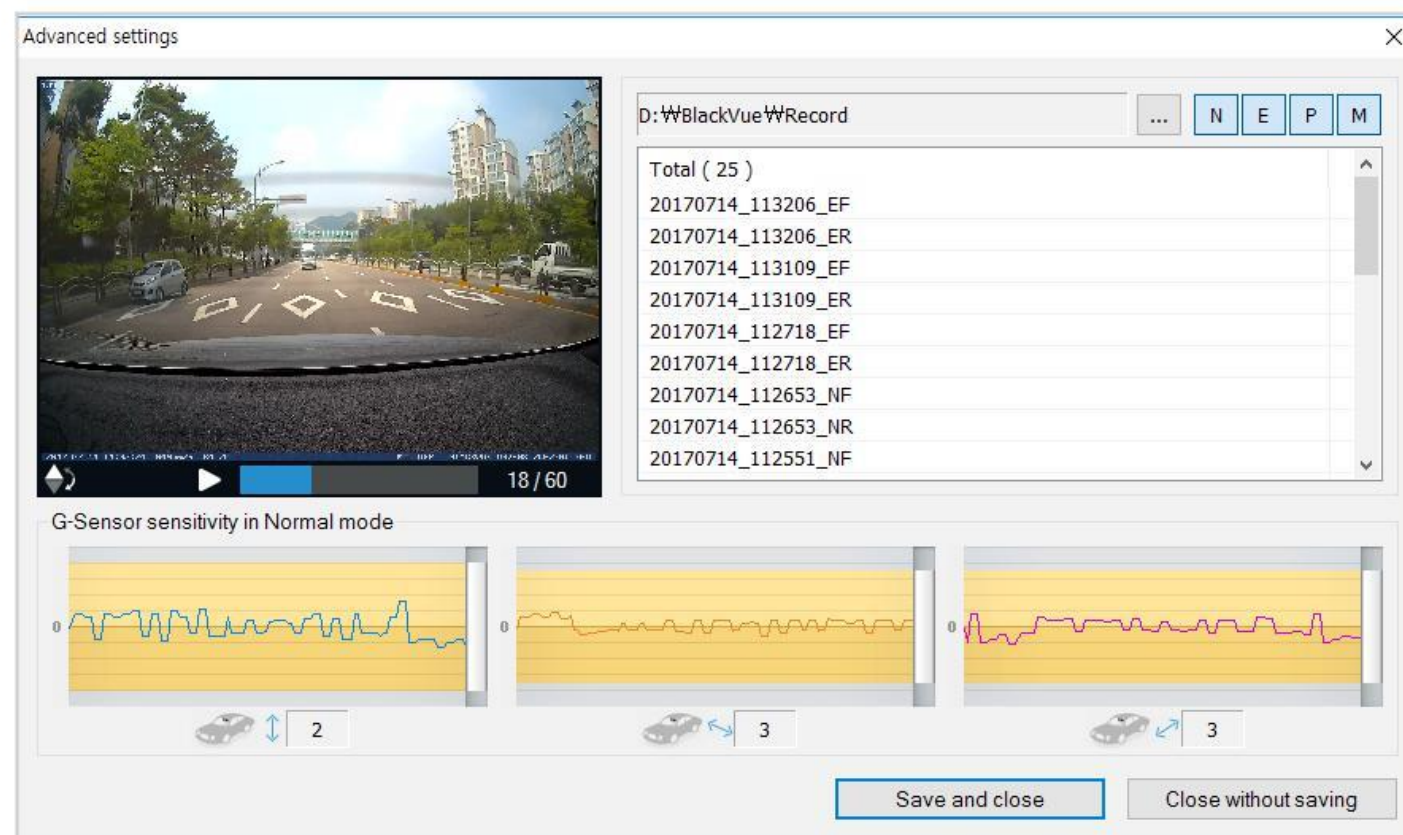 Advanced settings
D:₩BlackVue₩Record
...
N E P M
Total ( 25 )
20170714_113206_EF
20170714_113206_ER
20170714_113109_EF
20170714_113109_ER
20170714_112718_EF
20170714_112718_ER
20170714_112653_NF
20170714_112653_NR
20170714_112551_NF
18 / 60
G-Sensor sensitivity in Normal mode
0 0 0
2 3 3
Save and close Close without saving